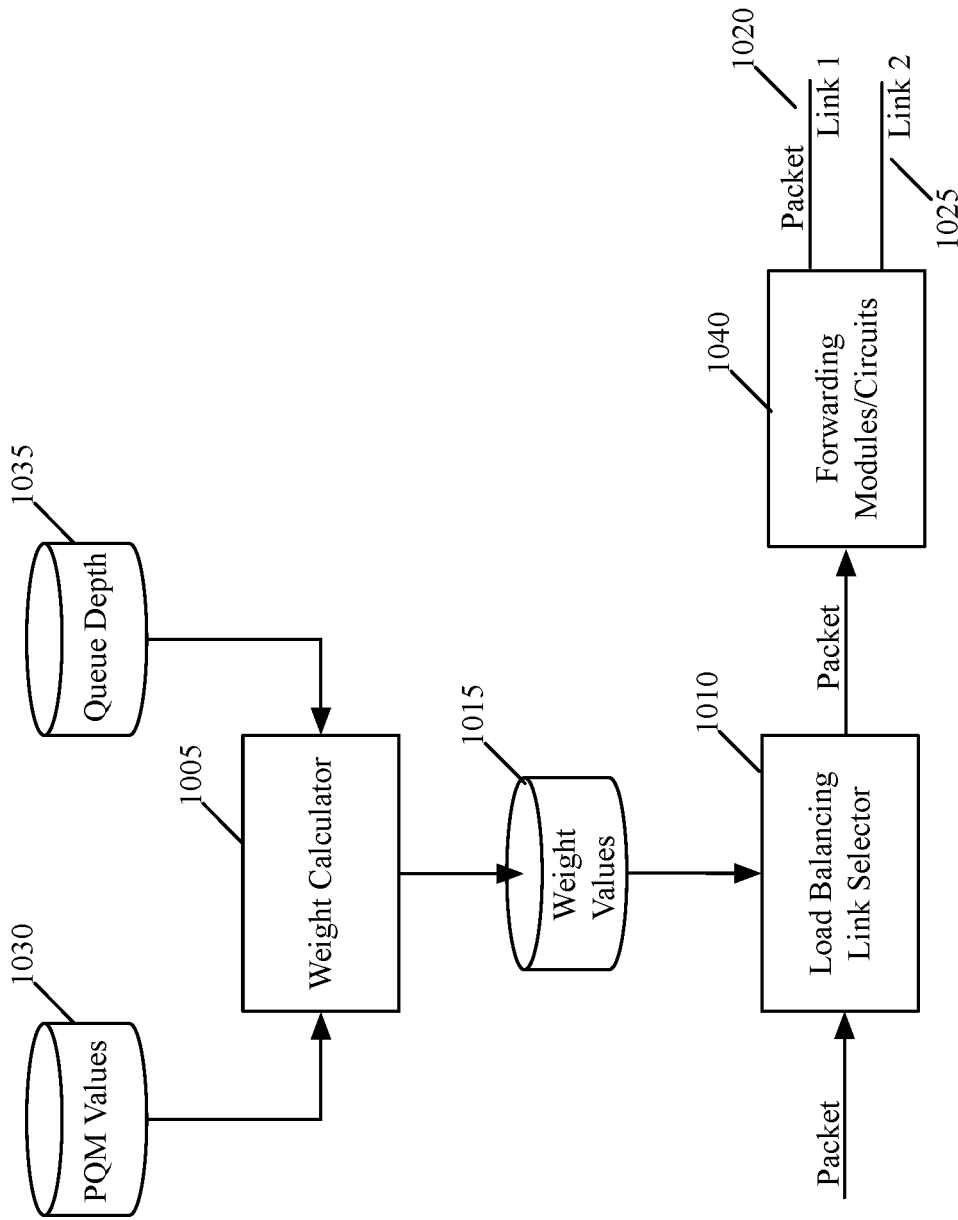 1030
PQM Values
1035
Queue Depth
1005
Weight Calculator
1015
Weight
Values
1010
Packet
Load Balancing
Link Selector
Packet
1040
Forwarding
Modules/Circuits
Packet
1020
Link 1
Link 2
1025